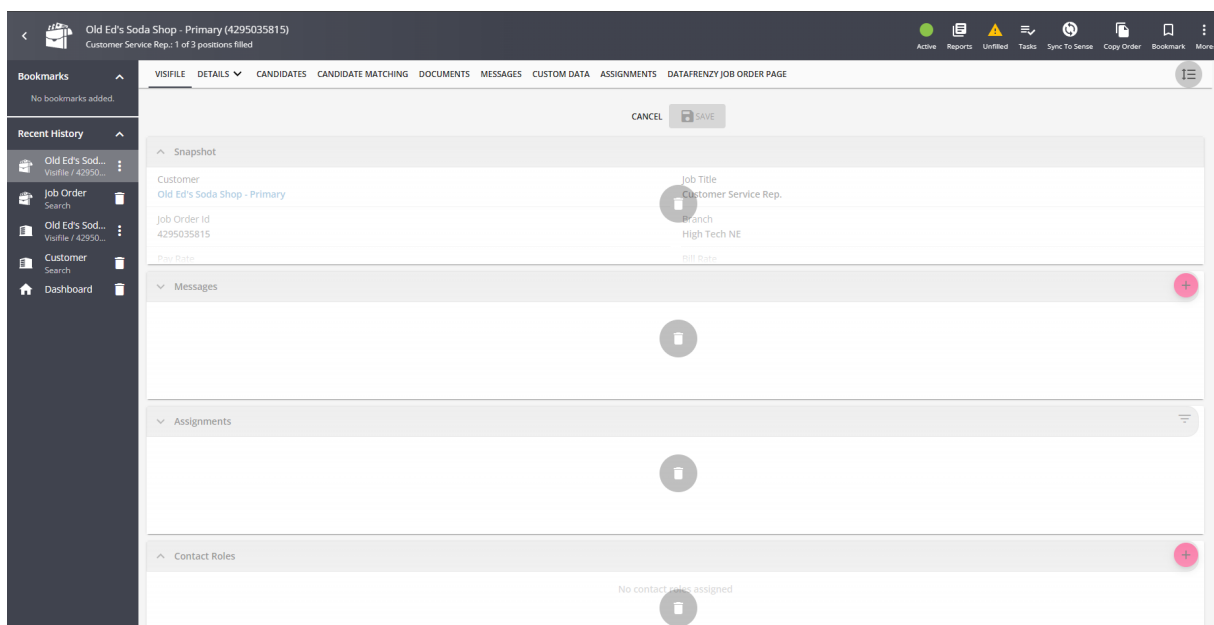 Old Ed's Soda Shop - Primary (4295035815)
Customer Service Rep.: 1 of 3 positions filled
Active Reports Unfilled Tasks Sync To Sense Copy Order Bookmark More
Bookmarks
No bookmarks added.
Recent History
Old Ed's Sod...
Visifile / 42950...
Job Order
Search
Old Ed's Sod...
Visifile / 42950...
Customer
Search
Dashboard
VISIFILE DETAILS CANDIDATES CANDIDATE MATCHING DOCUMENTS MESSAGES CUSTOM DATA ASSIGNMENTS DATAFRENZY JOB ORDER PAGE
CANCEL SAVE
Snapshot
Customer Job Title
Old Ed's Soda Shop - Primary Customer Service Rep.
Job Order Id Branch
4295035815 High Tech NE
Pay Rate Bill Rate
Messages
Assignments
Contact Roles
No contact roles assigned